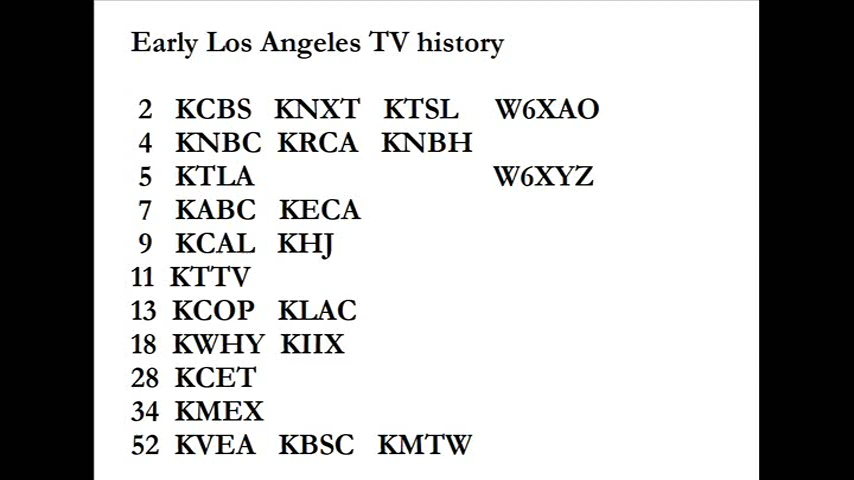 Early Los Angeles TV history
2 KCBS KNXT KTSL W6XAO
4 KNBC KRCA KNBH
5 KTLA W6XYZ
7 KABC KECA
9 KCAL KHJ
11 KTTV
13 KCOP KLAC
18 KWHY KIIX
28 KCET
34 KMEX
52 KVEA KBSC KMTW